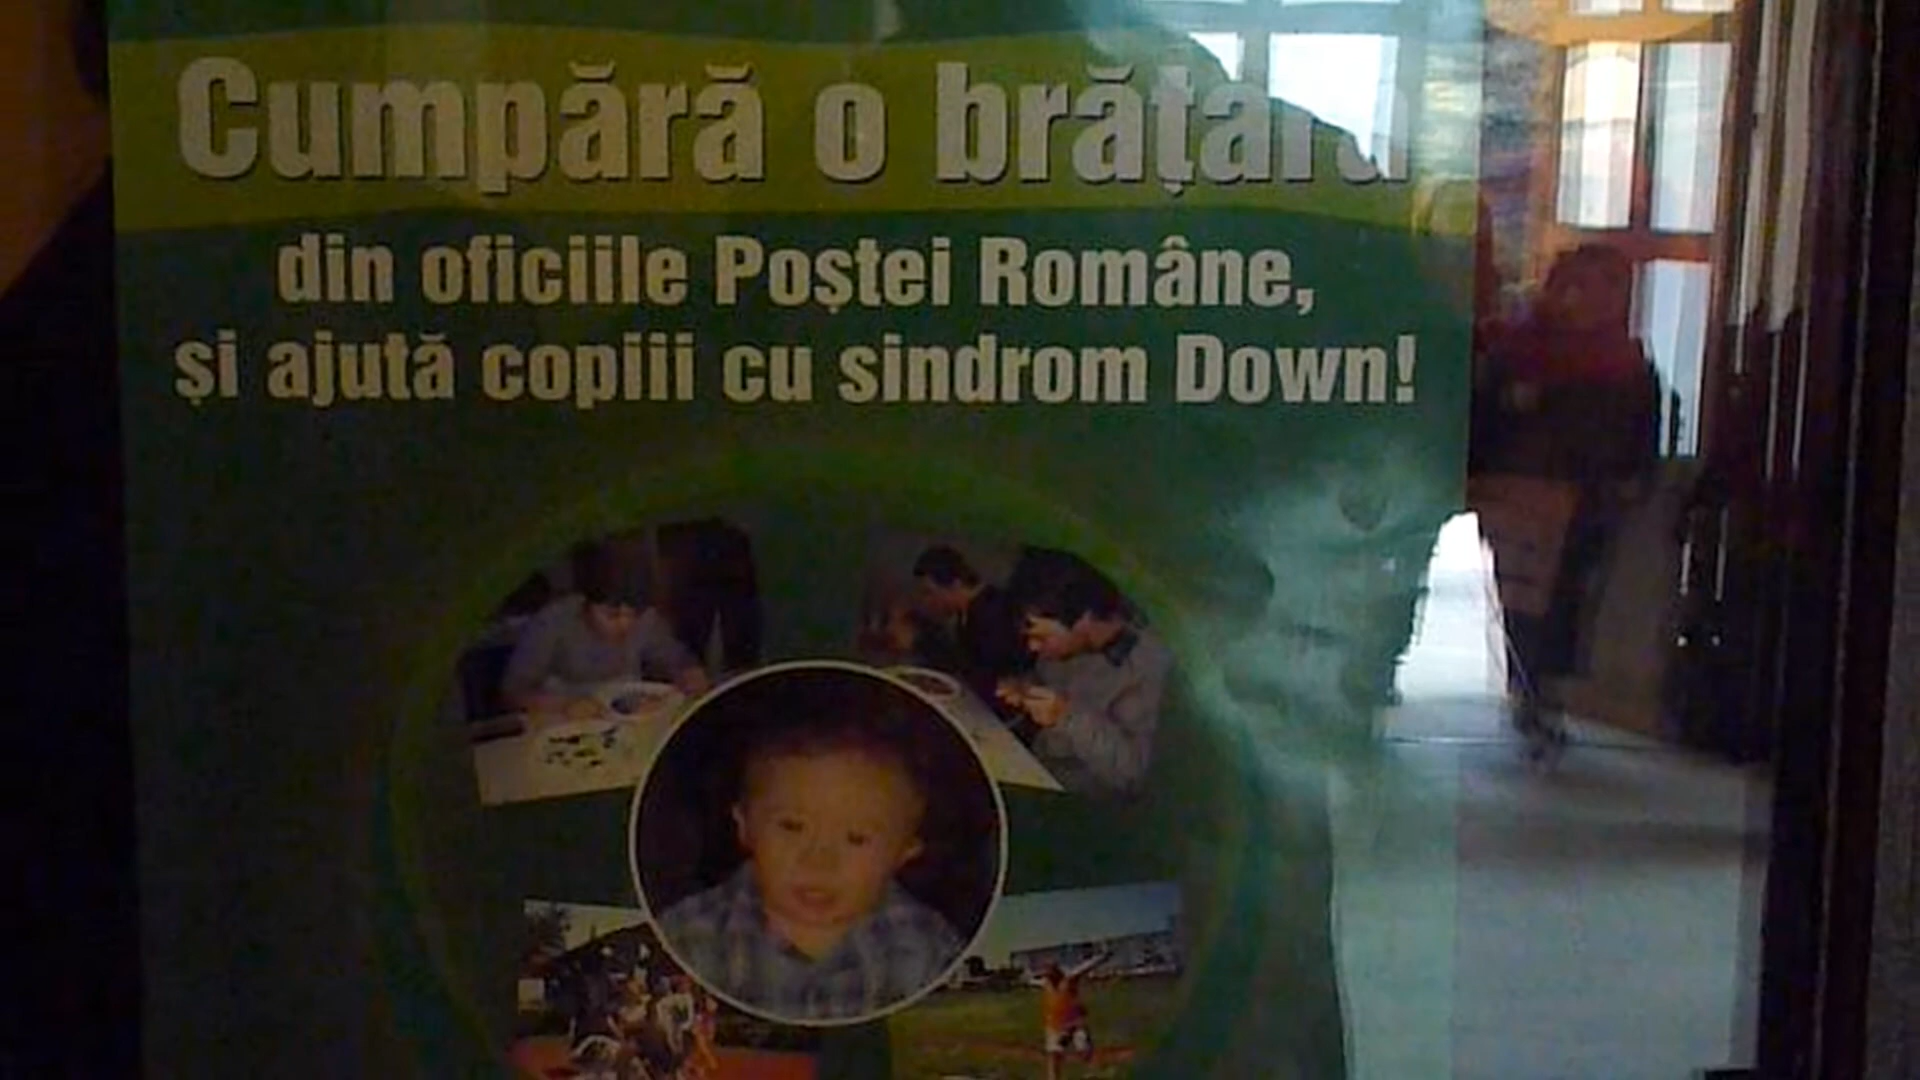 Cumpără o brățară
din oficiile Poștei Române,
și ajută copiii cu sindrom Down!